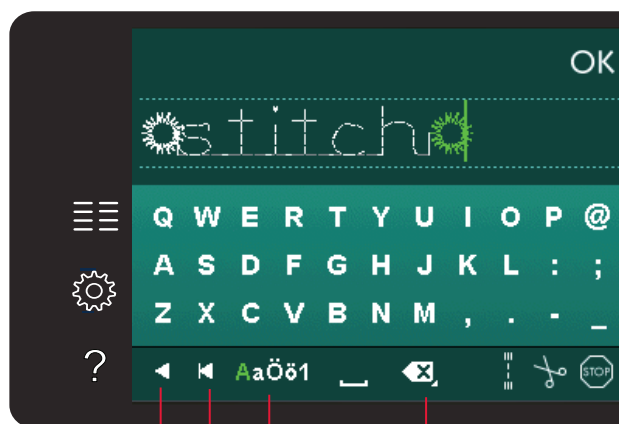 OK
stitch
Q W E R T Y U I O P @
A S D F G H J K L : ;
Z X C V B N M , . - _
?
AaÖö1
STOP